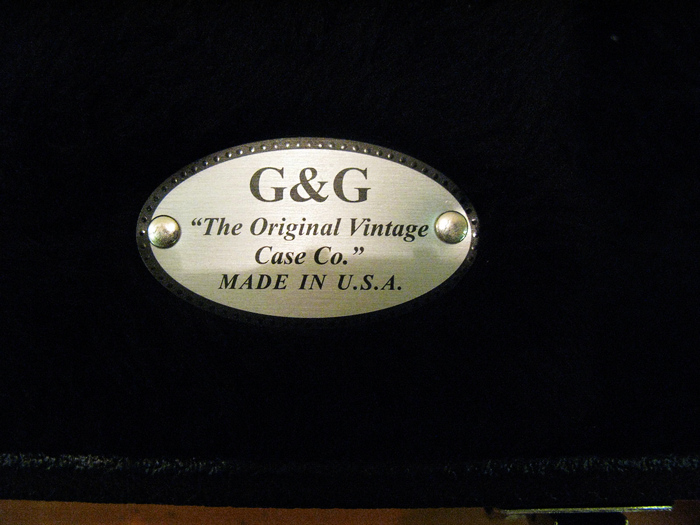 G&G
“The Original Vintage
Case Co.”
MADE IN U.S.A.